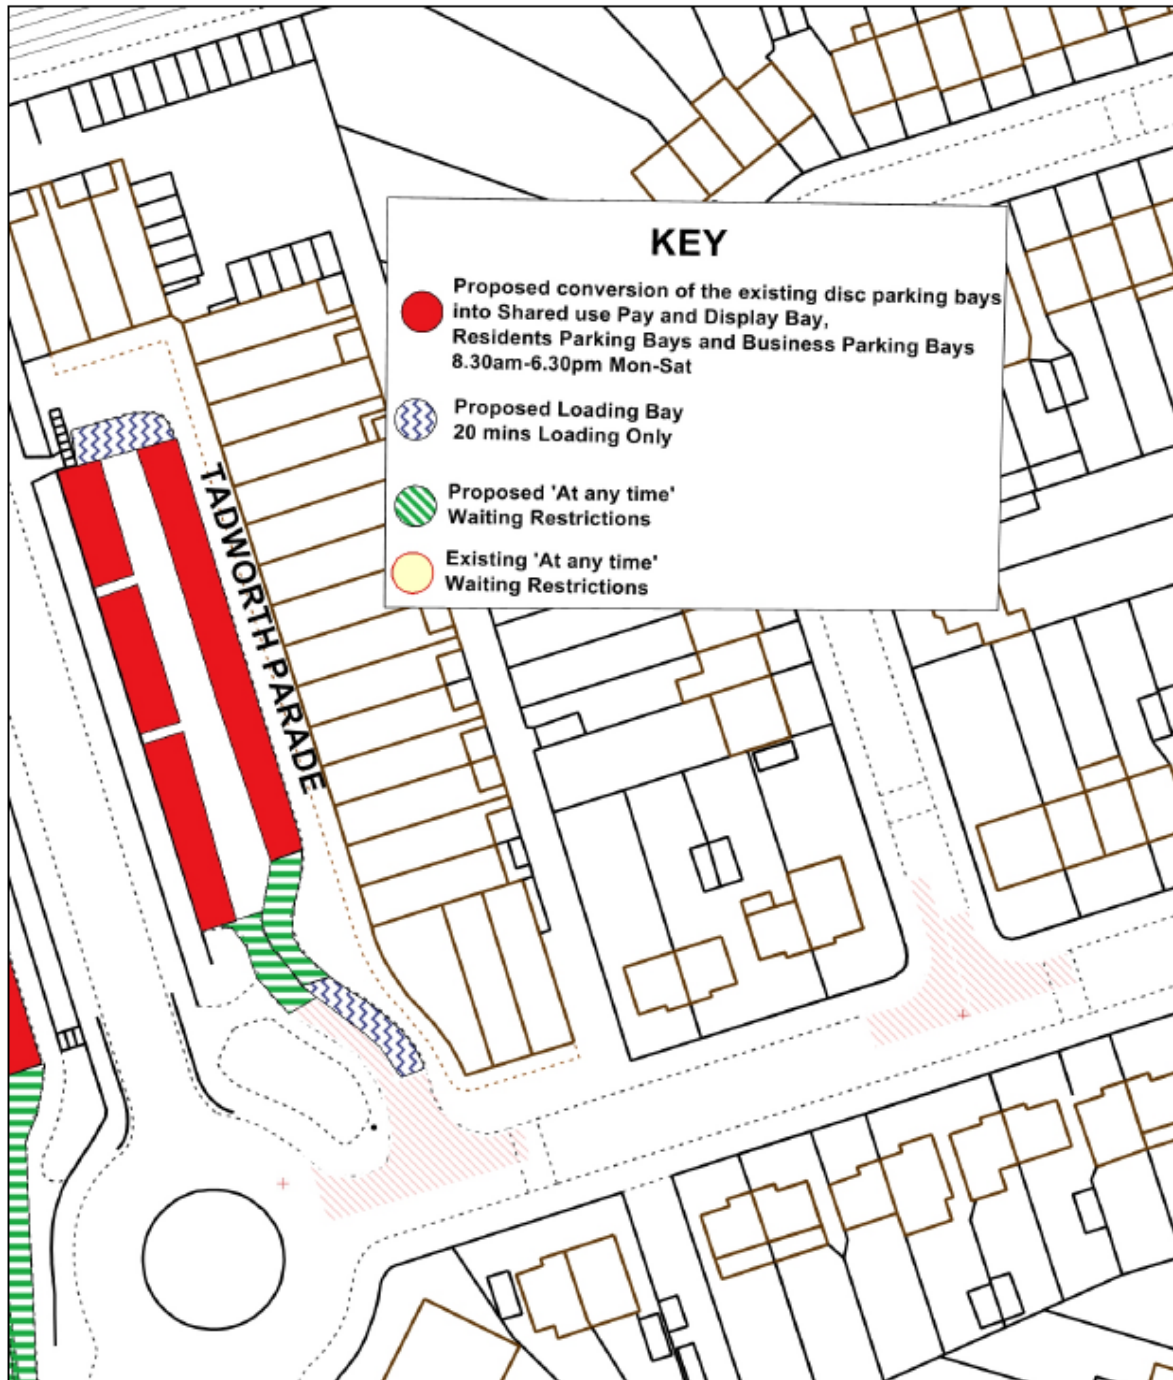 KEY
Proposed conversion of the existing disc parking bays
into Shared use Pay and Display Bay,
Residents Parking Bays and Business Parking Bays
8.30am-6.30pm Mon-Sat
Proposed Loading Bay
20 mins Loading Only
Proposed 'At any time'
Waiting Restrictions
Existing 'At any time'
Waiting Restrictions
TADWORTH PARADE